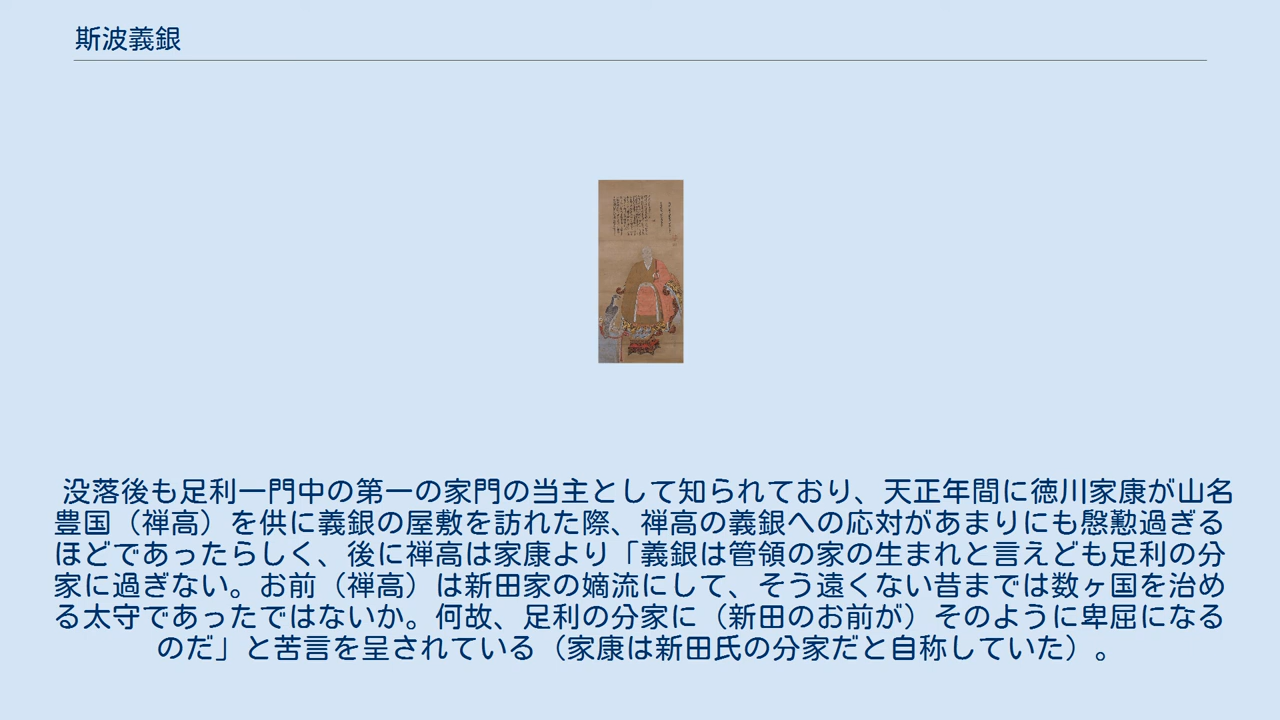 斯波義銀
没落後も足利一門中の第一の家門の当主として知られており、天正年間に徳川家康が山名
豊国（禅高）を供に義銀の屋敷を訪れた際、禅高の義銀への応対があまりにも慇懃過ぎる
ほどであったらしく、後に禅高は家康より「義銀は管領の家の生まれと言えども足利の分
家に過ぎない。お前（禅高）は新田家の嫡流にして、そう遠くない昔までは数ヶ国を治め
る太守であったではないか。何故、足利の分家に（新田のお前が）そのように卑屈になる
のだ」と苦言を呈されている（家康は新田氏の分家だと自称していた）。